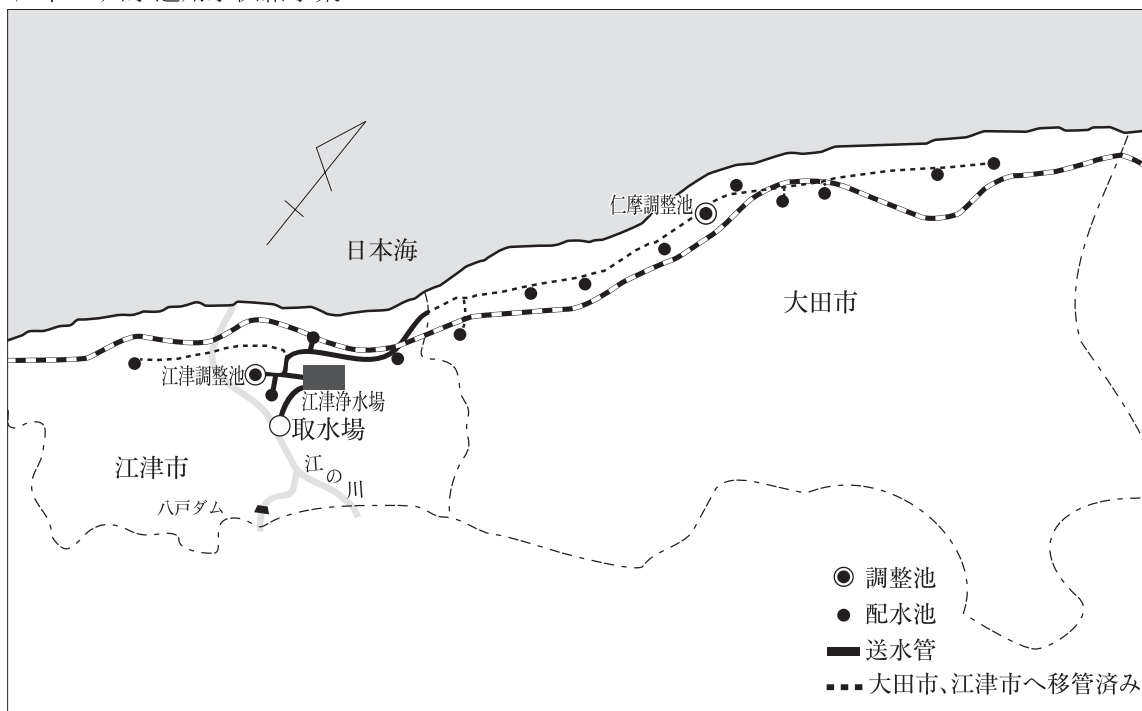 日本海
仁摩調整池
大田市
江津調整池
江津浄水場
取水場
江津市
江の川
八戸ダム
調整池
配水池
送水管
大田市、江津市へ移管済み